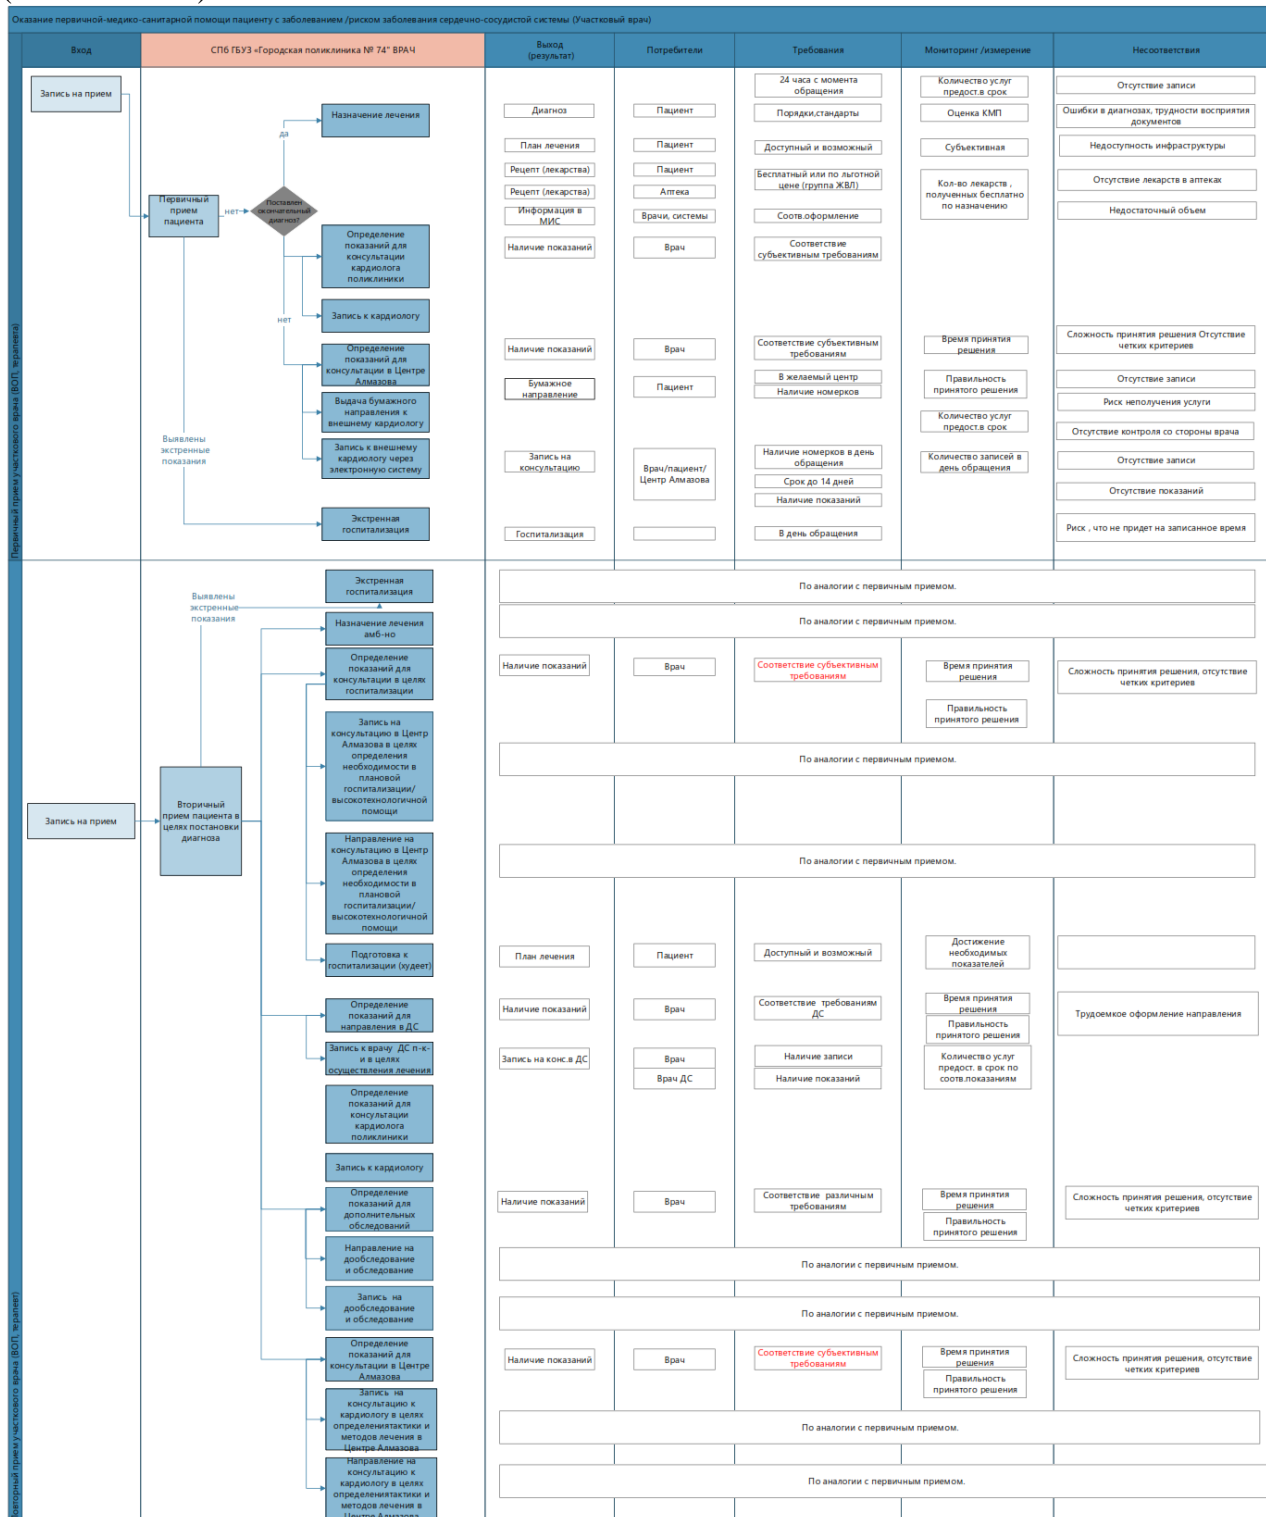 Оказание первичной-медико-санитарной помощи пациенту с заболеванием /риском заболевания сердечно-сосудистой системы (Участковый врач)
Вход
СПб ГБУЗ «Городская поликлиника № 74" ВРАЧ
Выход
(результат)
Потребители
Требования
Мониторинг /измерение
Несоответствия
Первичный прием участкового врача (ВОП, терапевта)
Запись на прием
Первичный
прием
пациента
нет
Поставлен
окончательный
диагноз?
да
нет
Выявлены
экстренные
показания
Назначение лечения
Определение
показаний для
консультации
кардиолога
поликлиники
Запись к кардиологу
Определение
показаний для
консультации в Центре
Алмазова
Выдача бумажного
направления к
внешнему кардиологу
Запись к внешнему
кардиологу через
электронную систему
Экстренная
госпитализация
24 часа с момента
обращения
Количество услуг
предост.в срок
Отсутствие записи
Диагноз
Пациент
Порядки,стандарты
Оценка КМП
Ошибки в диагнозах, трудности восприятия
документов
План лечения
Пациент
Доступный и возможный
Субъективная
Недоступность инфраструктуры
Рецепт (лекарства)
Пациент
Бесплатный или по льготной
цене (группа ЖВЛ)
Кол-во лекарств ,
полученных бесплатно
по назначению
Отсутствие лекарств в аптеках
Рецепт (лекарства)
Аптека
Информация в
МИС
Врачи, системы
Соотв.оформление
Недостаточный объем
Наличие показаний
Врач
Соответствие
субъективным требованиям
Наличие показаний
Врач
Соответствие субъективным
требованиям
Время принятия
решения
Сложность принятия решения Отсутствие
четких критериев
Бумажное
направление
Пациент
В желаемый центр
Наличие номерков
Правильность
принятого решения
Отсутствие записи
Риск неполучения услуги
Количество услуг
предост.в срок
Отсутствие контроля со стороны врача
Запись на
консультацию
Врач/пациент/
Центр Алмазова
Наличие номерков в день
обращения
Срок до 14 дней
Наличие показаний
Количество записей в
день обращения
Отсутствие записи
Отсутствие показаний
Риск , что не придет на записанное время
Госпитализация
В день обращения
Повторный прием участкового врача (ВОП, терапевт)
Запись на прием
Вторичный
прием пациента в
целях постановки
диагноза
Выявлены
экстренные
показания
Экстренная
госпитализация
По аналогии с первичным приемом.
Назначение лечения
амб-но
По аналогии с первичным приемом.
Определение
показаний для
консультации в целях
госпитализации
Наличие показаний
Врач
Соответствие субъективным
требованиям
Время принятия
решения
Правильность
принятого решения
Сложность принятия решения, отсутствие
четких критериев
Запись на
консультацию в Центр
Алмазова в целях
определения
необходимости в
плановой
госпитализации/
высокотехнологичной
помощи
По аналогии с первичным приемом.
Направление на
консультацию в Центр
Алмазова в целях
определения
необходимости в
плановой
госпитализации/
высокотехнологичной
помощи
По аналогии с первичным приемом.
Подготовка к
госпитализации (худеет)
План лечения
Пациент
Доступный и возможный
Достижение
необходимых
показателей
Определение
показаний для
направления в ДС
Наличие показаний
Врач
Соответствие требованиям
ДС
Время принятия
решения
Правильность
принятого решения
Трудоемкое оформление направления
Запись к врачу ДС п-к-
и в целях
осуществления лечения
Запись на конс.в ДС
Врач
Врач ДС
Наличие записи
Наличие показаний
Количество услуг
предост. в срок по
соотв.показаниям
Определение
показаний для
консультации
кардиолога
поликлиники
Запись к кардиологу
Определение
показаний для
дополнительных
обследований
Наличие показаний
Врач
Соответствие различным
требованиям
Время принятия
решения
Правильность
принятого решения
Сложность принятия решения, отсутствие
четких критериев
Направление на
дообследование
и обследование
По аналогии с первичным приемом.
Запись на
дообследование
и обследование
По аналогии с первичным приемом.
Определение
показаний для
консультации в Центре
Алмазова
Наличие показаний
Врач
Соответствие субъективным
требованиям
Время принятия
решения
Правильность
принятого решения
Сложность принятия решения, отсутствие
четких критериев
Запись на
консультацию к
кардиологу в целях
определениятактики и
методов лечения в
Центре Алмазова
По аналогии с первичным приемом.
Направление на
консультацию к
кардиологу в целях
определениятактики и
методов лечения в
Центре Алмазова
По аналогии с первичным приемом.